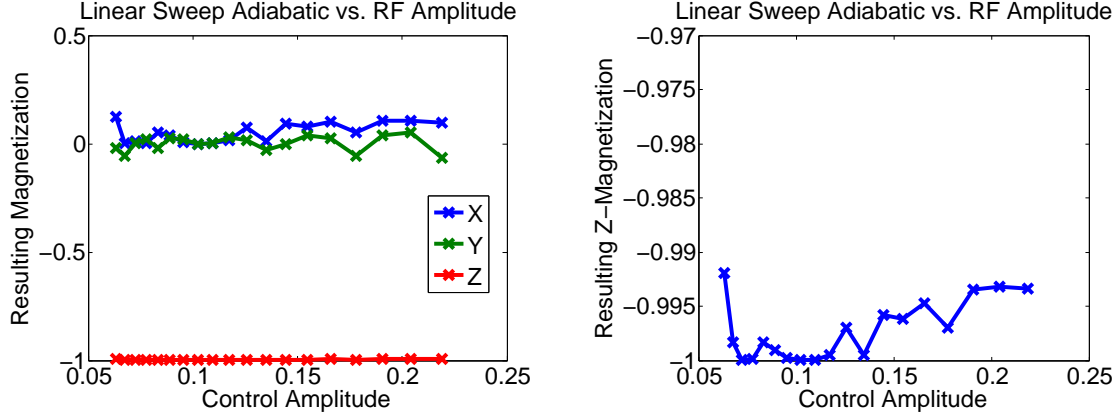 Linear Sweep Adiabatic vs. RF Amplitude
0.5
0
−0.5
−1
0.05 0.1 0.15 0.2 0.25
Control Amplitude
Resulting Magnetization
X
Y
Z
Linear Sweep Adiabatic vs. RF Amplitude
−0.97
−0.975
−0.98
−0.985
−0.99
−0.995
−1
0.05 0.1 0.15 0.2 0.25
Control Amplitude
Resulting Z−Magnetization